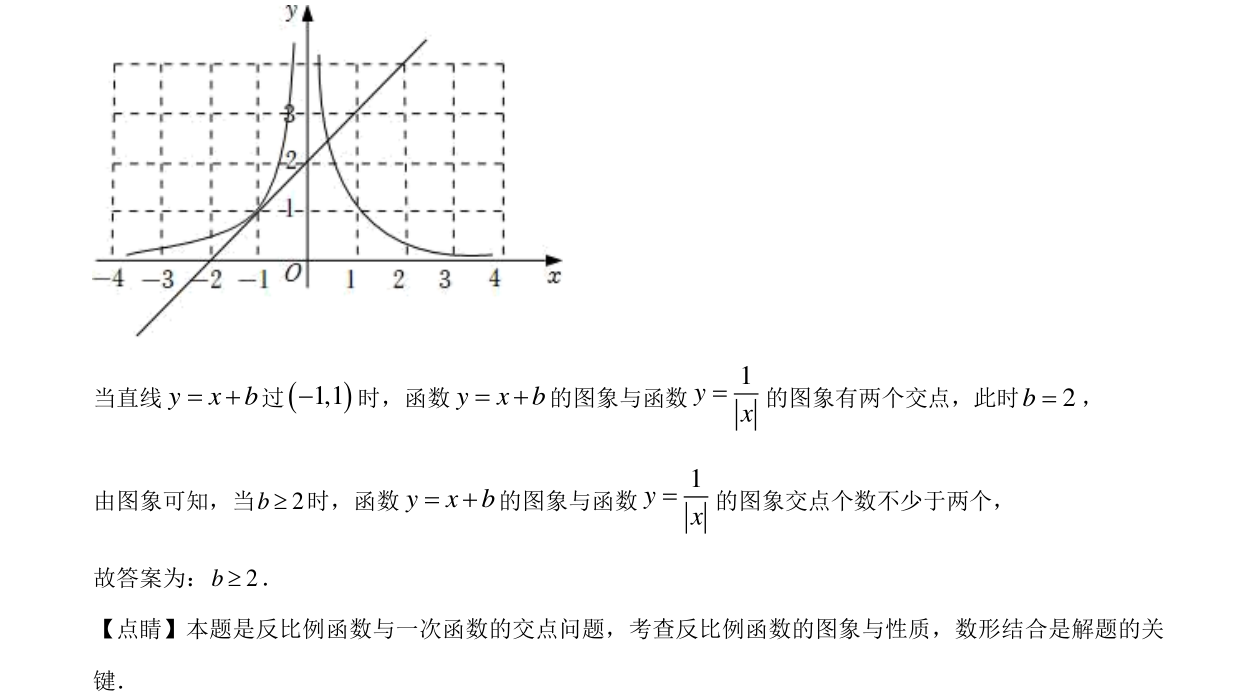 y
3
2
1
−4 −3 −2 −1 O 1 2 3 4 x
当直线 y = x + b 过 (−1,1) 时，函数 y = x + b 的图象与函数 y = 1/|x| 的图象有两个交点，此时 b = 2，
由图象可知，当 b ≥ 2 时，函数 y = x + b 的图象与函数 y = 1/|x| 的图象交点个数不少于两个，
故答案为：b ≥ 2．
【点睛】本题是反比例函数与一次函数的交点问题，考查反比例函数的图象与性质，数形结合是解题的关
键．